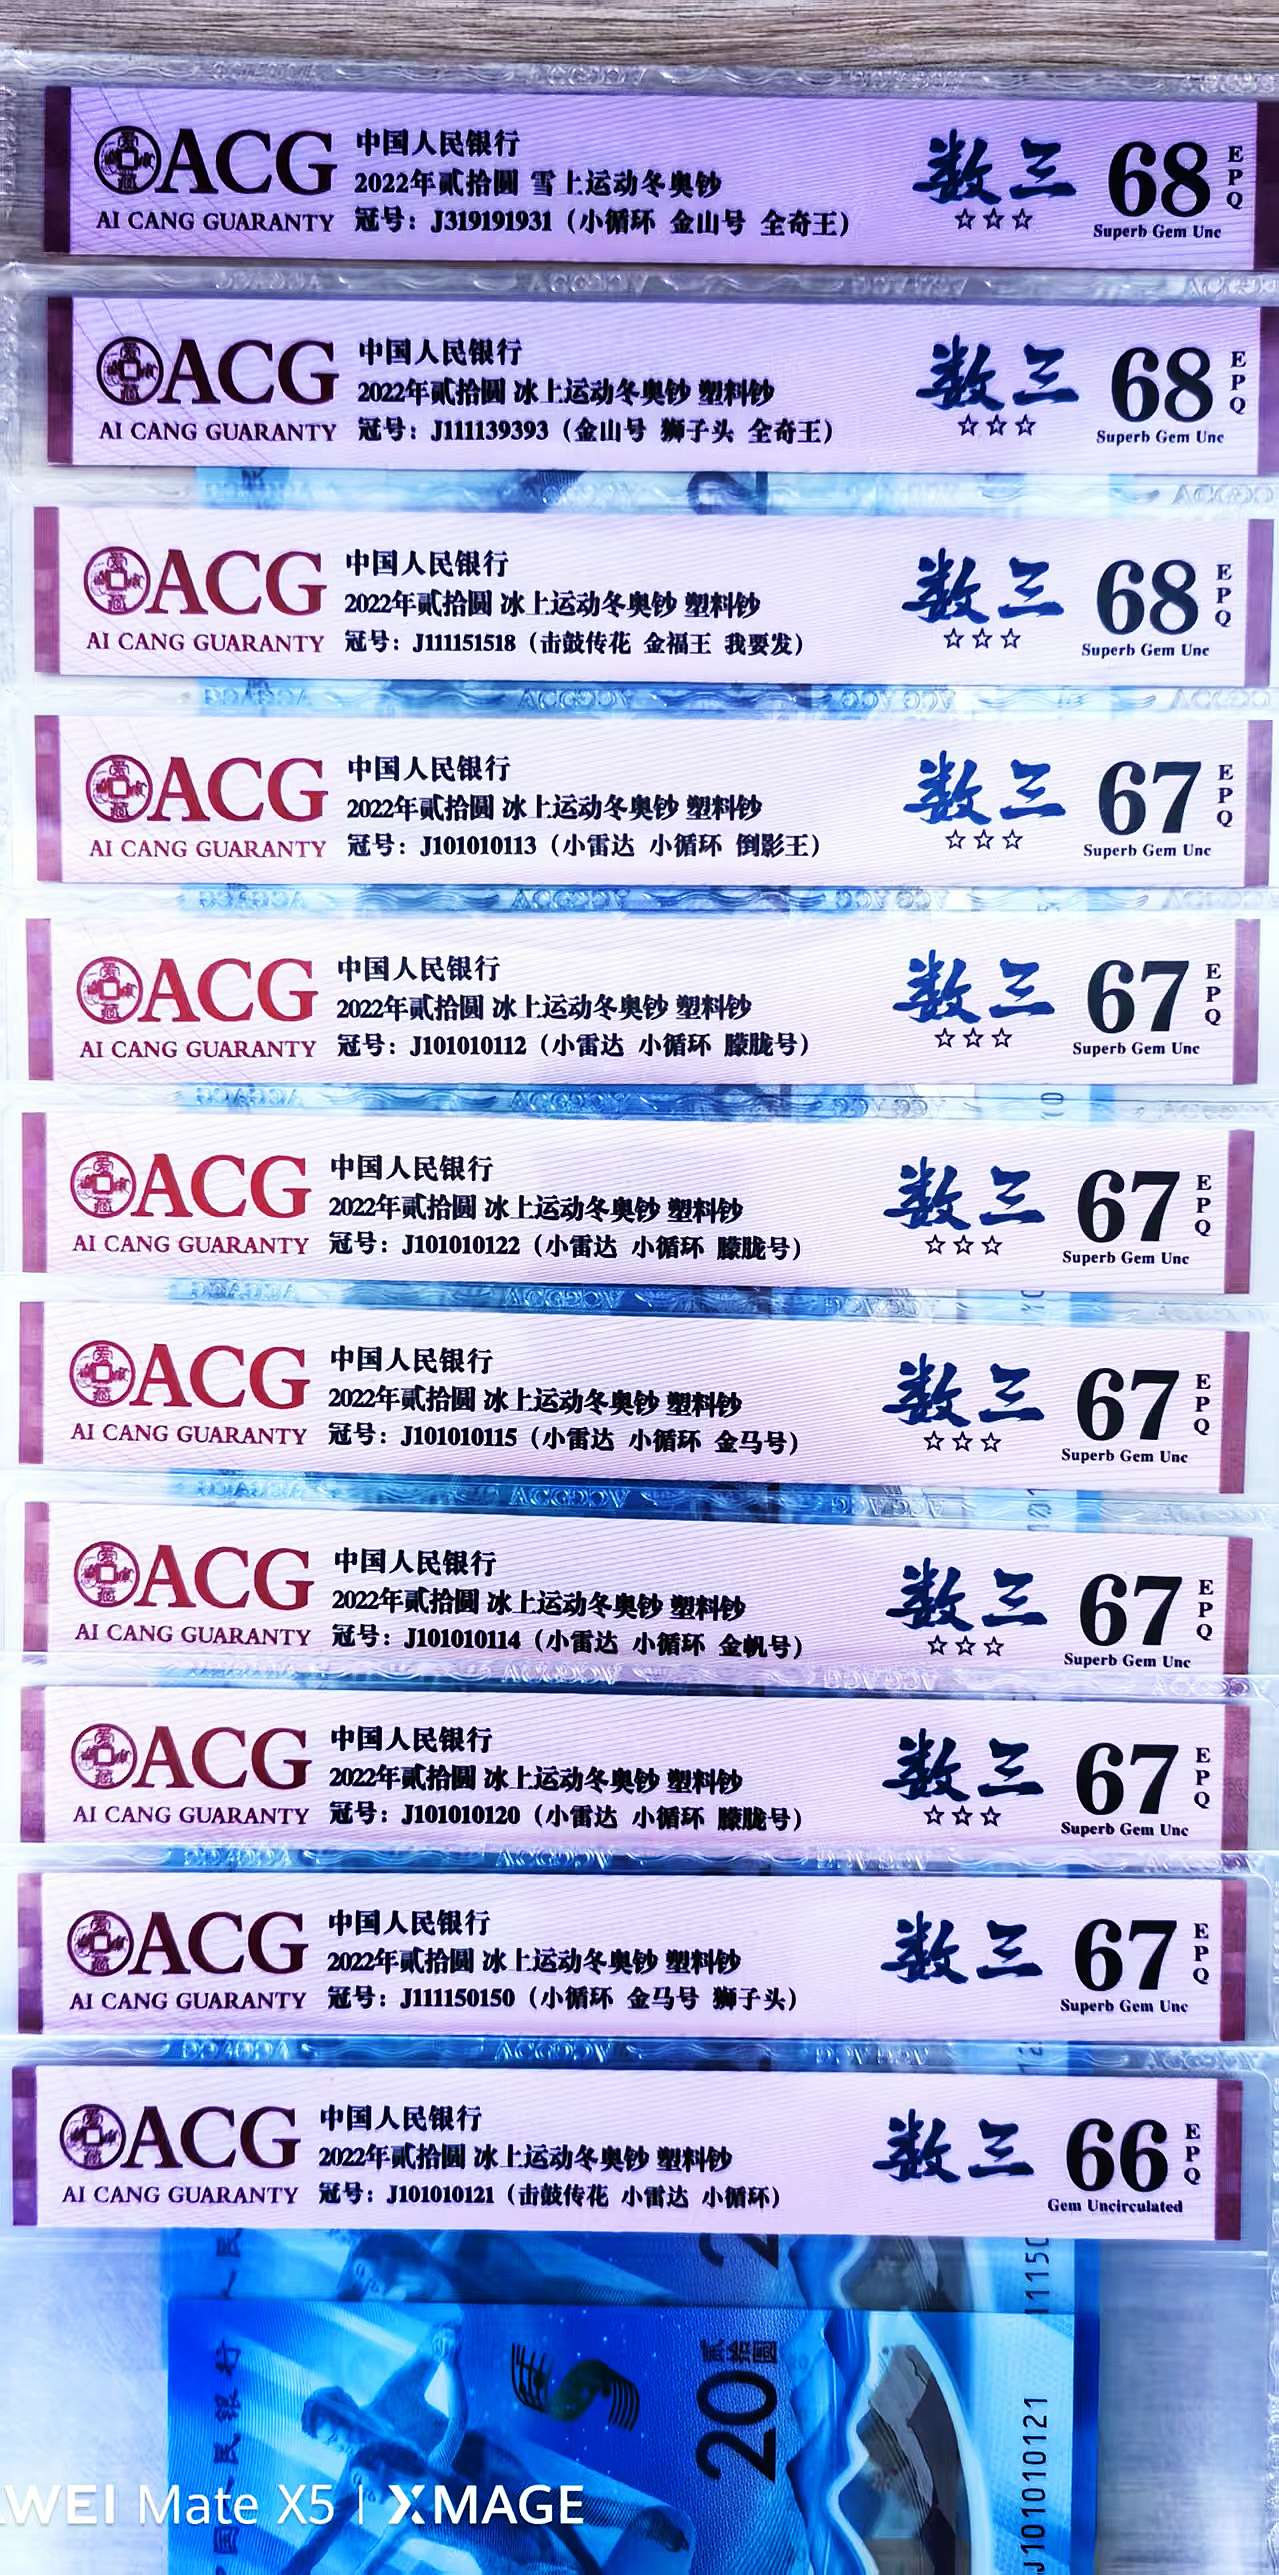 ACG
AI CANG GUARANTY
中国人民银行
2022年贰拾圆 雪上运动冬奥钞
冠号：J319191931（小循环 金山号 全奇王）
数三
☆☆☆
68
EPQ
Superb Gem Unc
ACG
AI CANG GUARANTY
中国人民银行
2022年贰拾圆 冰上运动冬奥钞 塑料钞
冠号：J111139393（金山号 狮子头 全奇王）
数三
☆☆☆
68
EPQ
Superb Gem Unc
ACG
AI CANG GUARANTY
中国人民银行
2022年贰拾圆 冰上运动冬奥钞 塑料钞
冠号：J111151518（击鼓传花 金福王 我要发）
数三
☆☆☆
68
EPQ
Superb Gem Unc
ACG
AI CANG GUARANTY
中国人民银行
2022年贰拾圆 冰上运动冬奥钞 塑料钞
冠号：J101010113（小雷达 小循环 倒影王）
数三
☆☆☆
67
EPQ
Superb Gem Unc
ACG
AI CANG GUARANTY
中国人民银行
2022年贰拾圆 冰上运动冬奥钞 塑料钞
冠号：J101010112（小雷达 小循环 朦胧号）
数三
☆☆☆
67
EPQ
Superb Gem Unc
ACG
AI CANG GUARANTY
中国人民银行
2022年贰拾圆 冰上运动冬奥钞 塑料钞
冠号：J101010122（小雷达 小循环 朦胧号）
数三
☆☆☆
67
EPQ
Superb Gem Unc
ACG
AI CANG GUARANTY
中国人民银行
2022年贰拾圆 冰上运动冬奥钞 塑料钞
冠号：J101010115（小雷达 小循环 金马号）
数三
☆☆☆
67
EPQ
Superb Gem Unc
ACG
AI CANG GUARANTY
中国人民银行
2022年贰拾圆 冰上运动冬奥钞 塑料钞
冠号：J101010114（小雷达 小循环 金帆号）
数三
☆☆☆
67
EPQ
Superb Gem Unc
ACG
AI CANG GUARANTY
中国人民银行
2022年贰拾圆 冰上运动冬奥钞 塑料钞
冠号：J101010120（小雷达 小循环 朦胧号）
数三
☆☆☆
67
EPQ
Superb Gem Unc
ACG
AI CANG GUARANTY
中国人民银行
2022年贰拾圆 冰上运动冬奥钞 塑料钞
冠号：J111150150（小循环 金马号 狮子头）
数三
67
EPQ
Superb Gem Unc
ACG
AI CANG GUARANTY
中国人民银行
2022年贰拾圆 冰上运动冬奥钞 塑料钞
冠号：J101010121（击鼓传花 小雷达 小循环）
数三
66
EPQ
Gem Uncirculated
1115
贰拾圆
20
J101010121
WEI Mate X5 | XMAGE